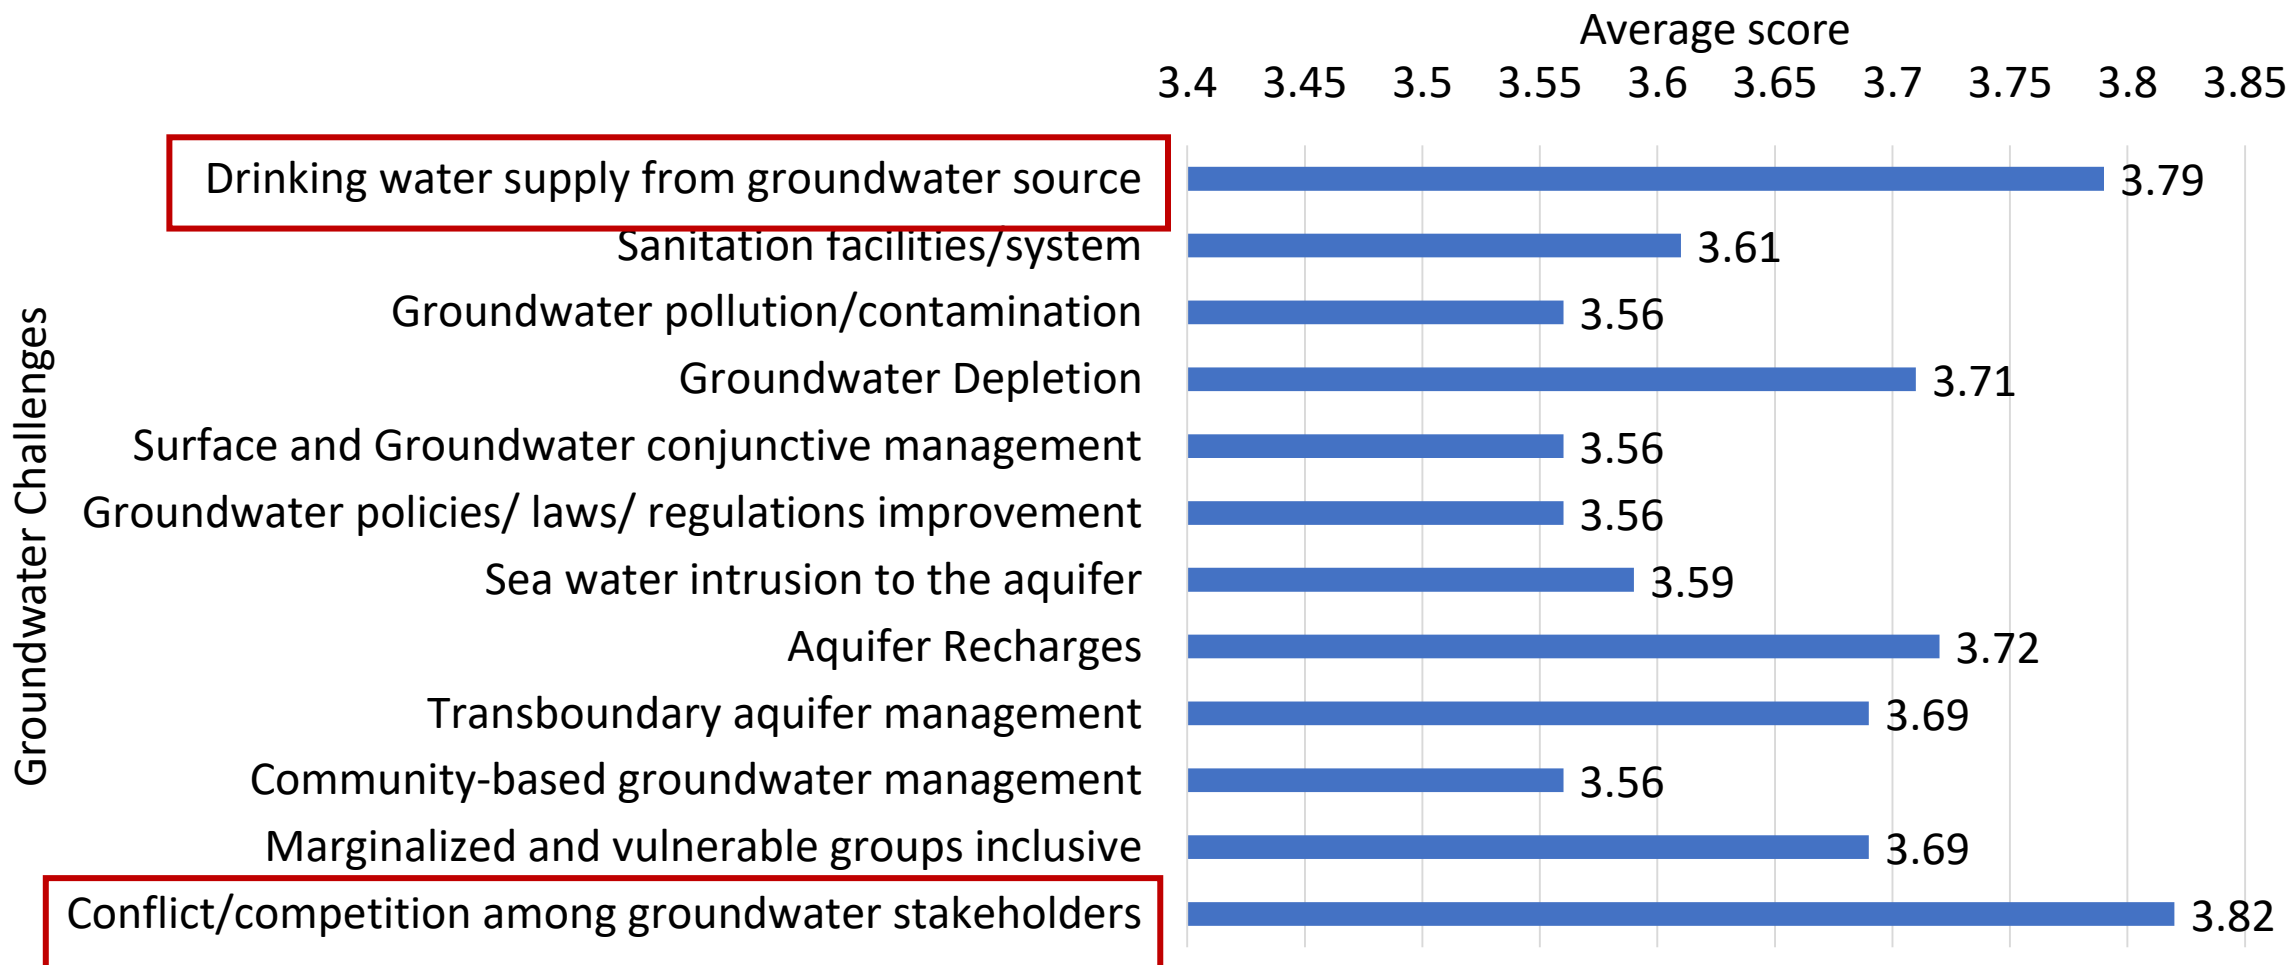 Average score
3.4 3.45 3.5 3.55 3.6 3.65 3.7 3.75 3.8 3.85
Groundwater Challenges
Drinking water supply from groundwater source 3.79
Sanitation facilities/system 3.61
Groundwater pollution/contamination 3.56
Groundwater Depletion 3.71
Surface and Groundwater conjunctive management 3.56
Groundwater policies/ laws/ regulations improvement 3.56
Sea water intrusion to the aquifer 3.59
Aquifer Recharges 3.72
Transboundary aquifer management 3.69
Community-based groundwater management 3.56
Marginalized and vulnerable groups inclusive 3.69
Conflict/competition among groundwater stakeholders 3.82